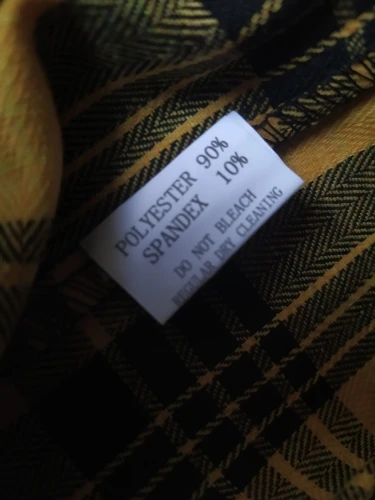 POLYESTER 90%
SPANDEX 10%
DO NOT BLEACH
REGULAR DRY CLEANING